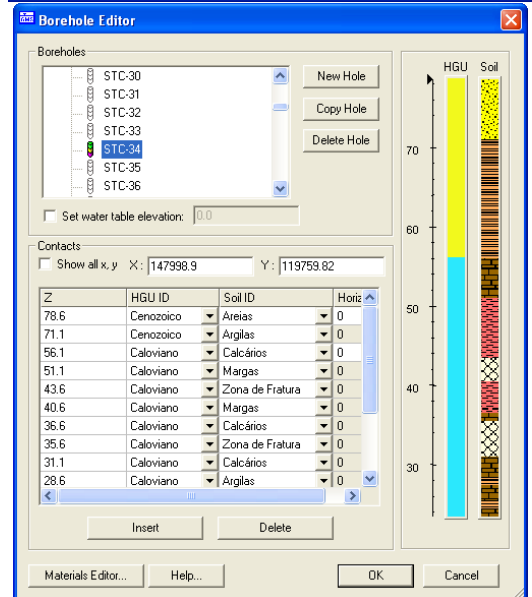 Borehole Editor
Boreholes
STC-30
STC-31
STC-32
STC-33
STC-34
STC-35
STC-36
New Hole
Copy Hole
Delete Hole
Set water table elevation: 0.0
Contacts
Show all x, y X: 147998.9 Y: 119759.82
Z HGU ID Soil ID Horiz
78.6 Cenozoico Areias 0
71.1 Cenozoico Argilas 0
56.1 Caloviano Calcários 0
51.1 Caloviano Margas 0
43.6 Caloviano Zona de Fratura 0
40.6 Caloviano Margas 0
36.6 Caloviano Calcários 0
35.6 Caloviano Zona de Fratura 0
31.1 Caloviano Calcários 0
28.6 Caloviano Argilas 0
Insert Delete
HGU Soil
70
60
50
40
30
Materials Editor... Help... OK Cancel